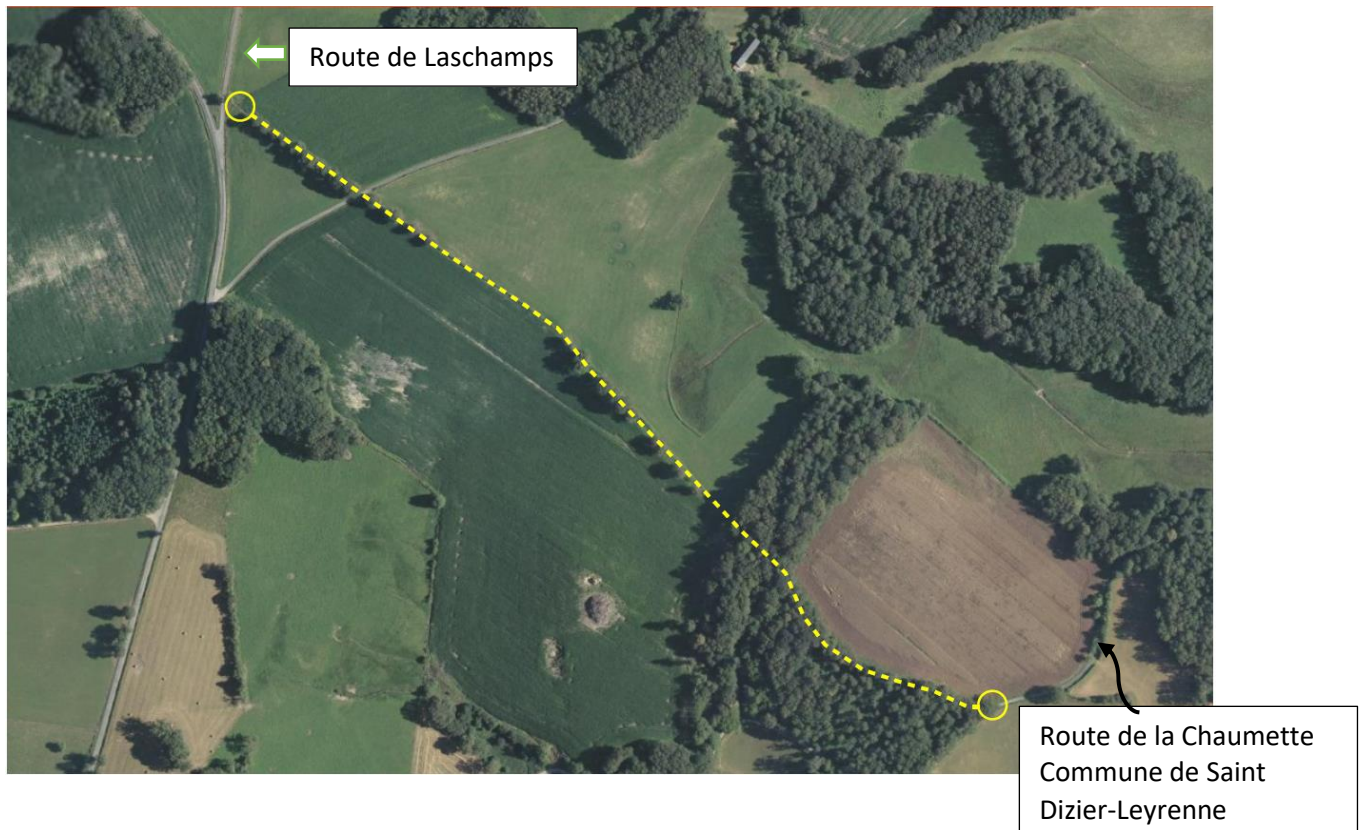 Route de Laschamps
Route de la Chaumette
Commune de Saint
Dizier-Leyrenne